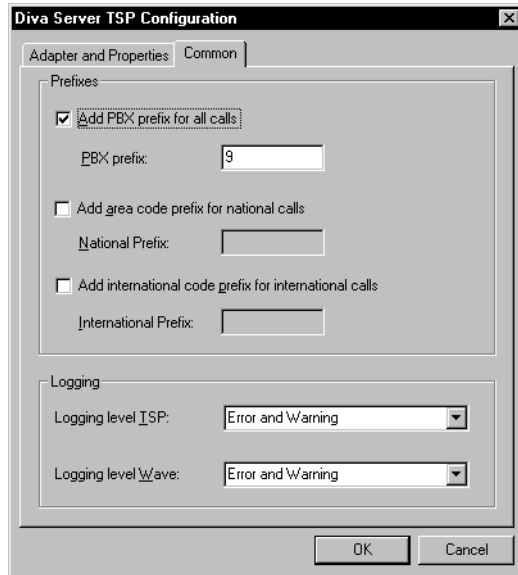 Diva Server TSP Configuration
Adapter and Properties Common
Prefixes
Add PBX prefix for all calls
PBX prefix: 9
Add area code prefix for national calls
National Prefix:
Add international code prefix for international calls
International Prefix:
Logging
Logging level TSP: Error and Warning
Logging level Wave: Error and Warning
OK Cancel